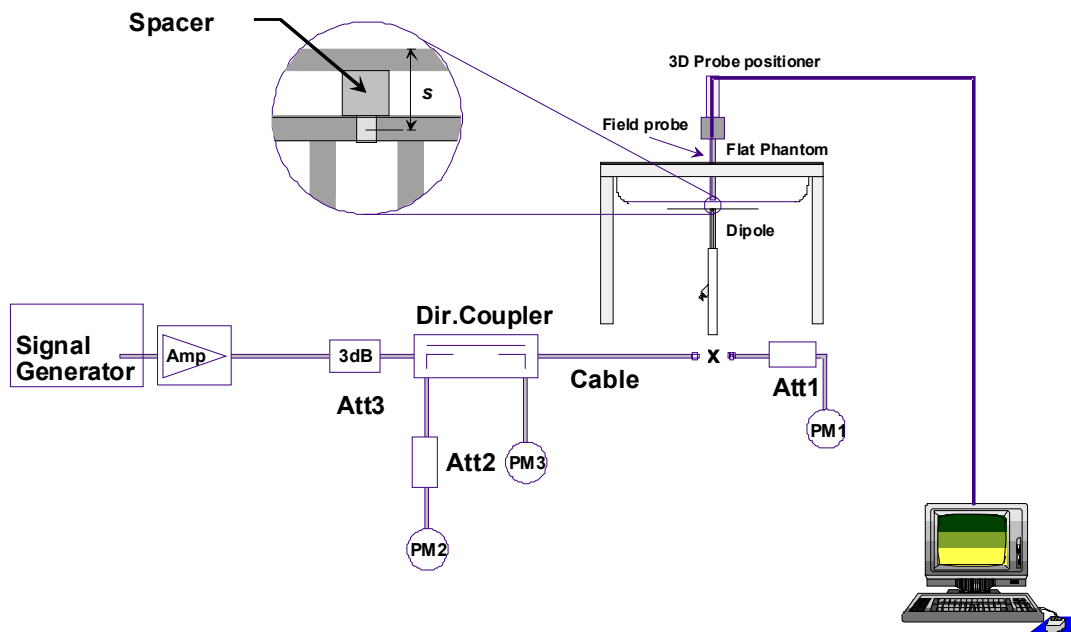 Spacer
s
3D Probe positioner
Field probe
Flat Phantom
Dipole
Dir.Coupler
Signal
Generator
Amp
3dB
Att3
Cable
x
Att1
PM1
Att2
PM3
PM2